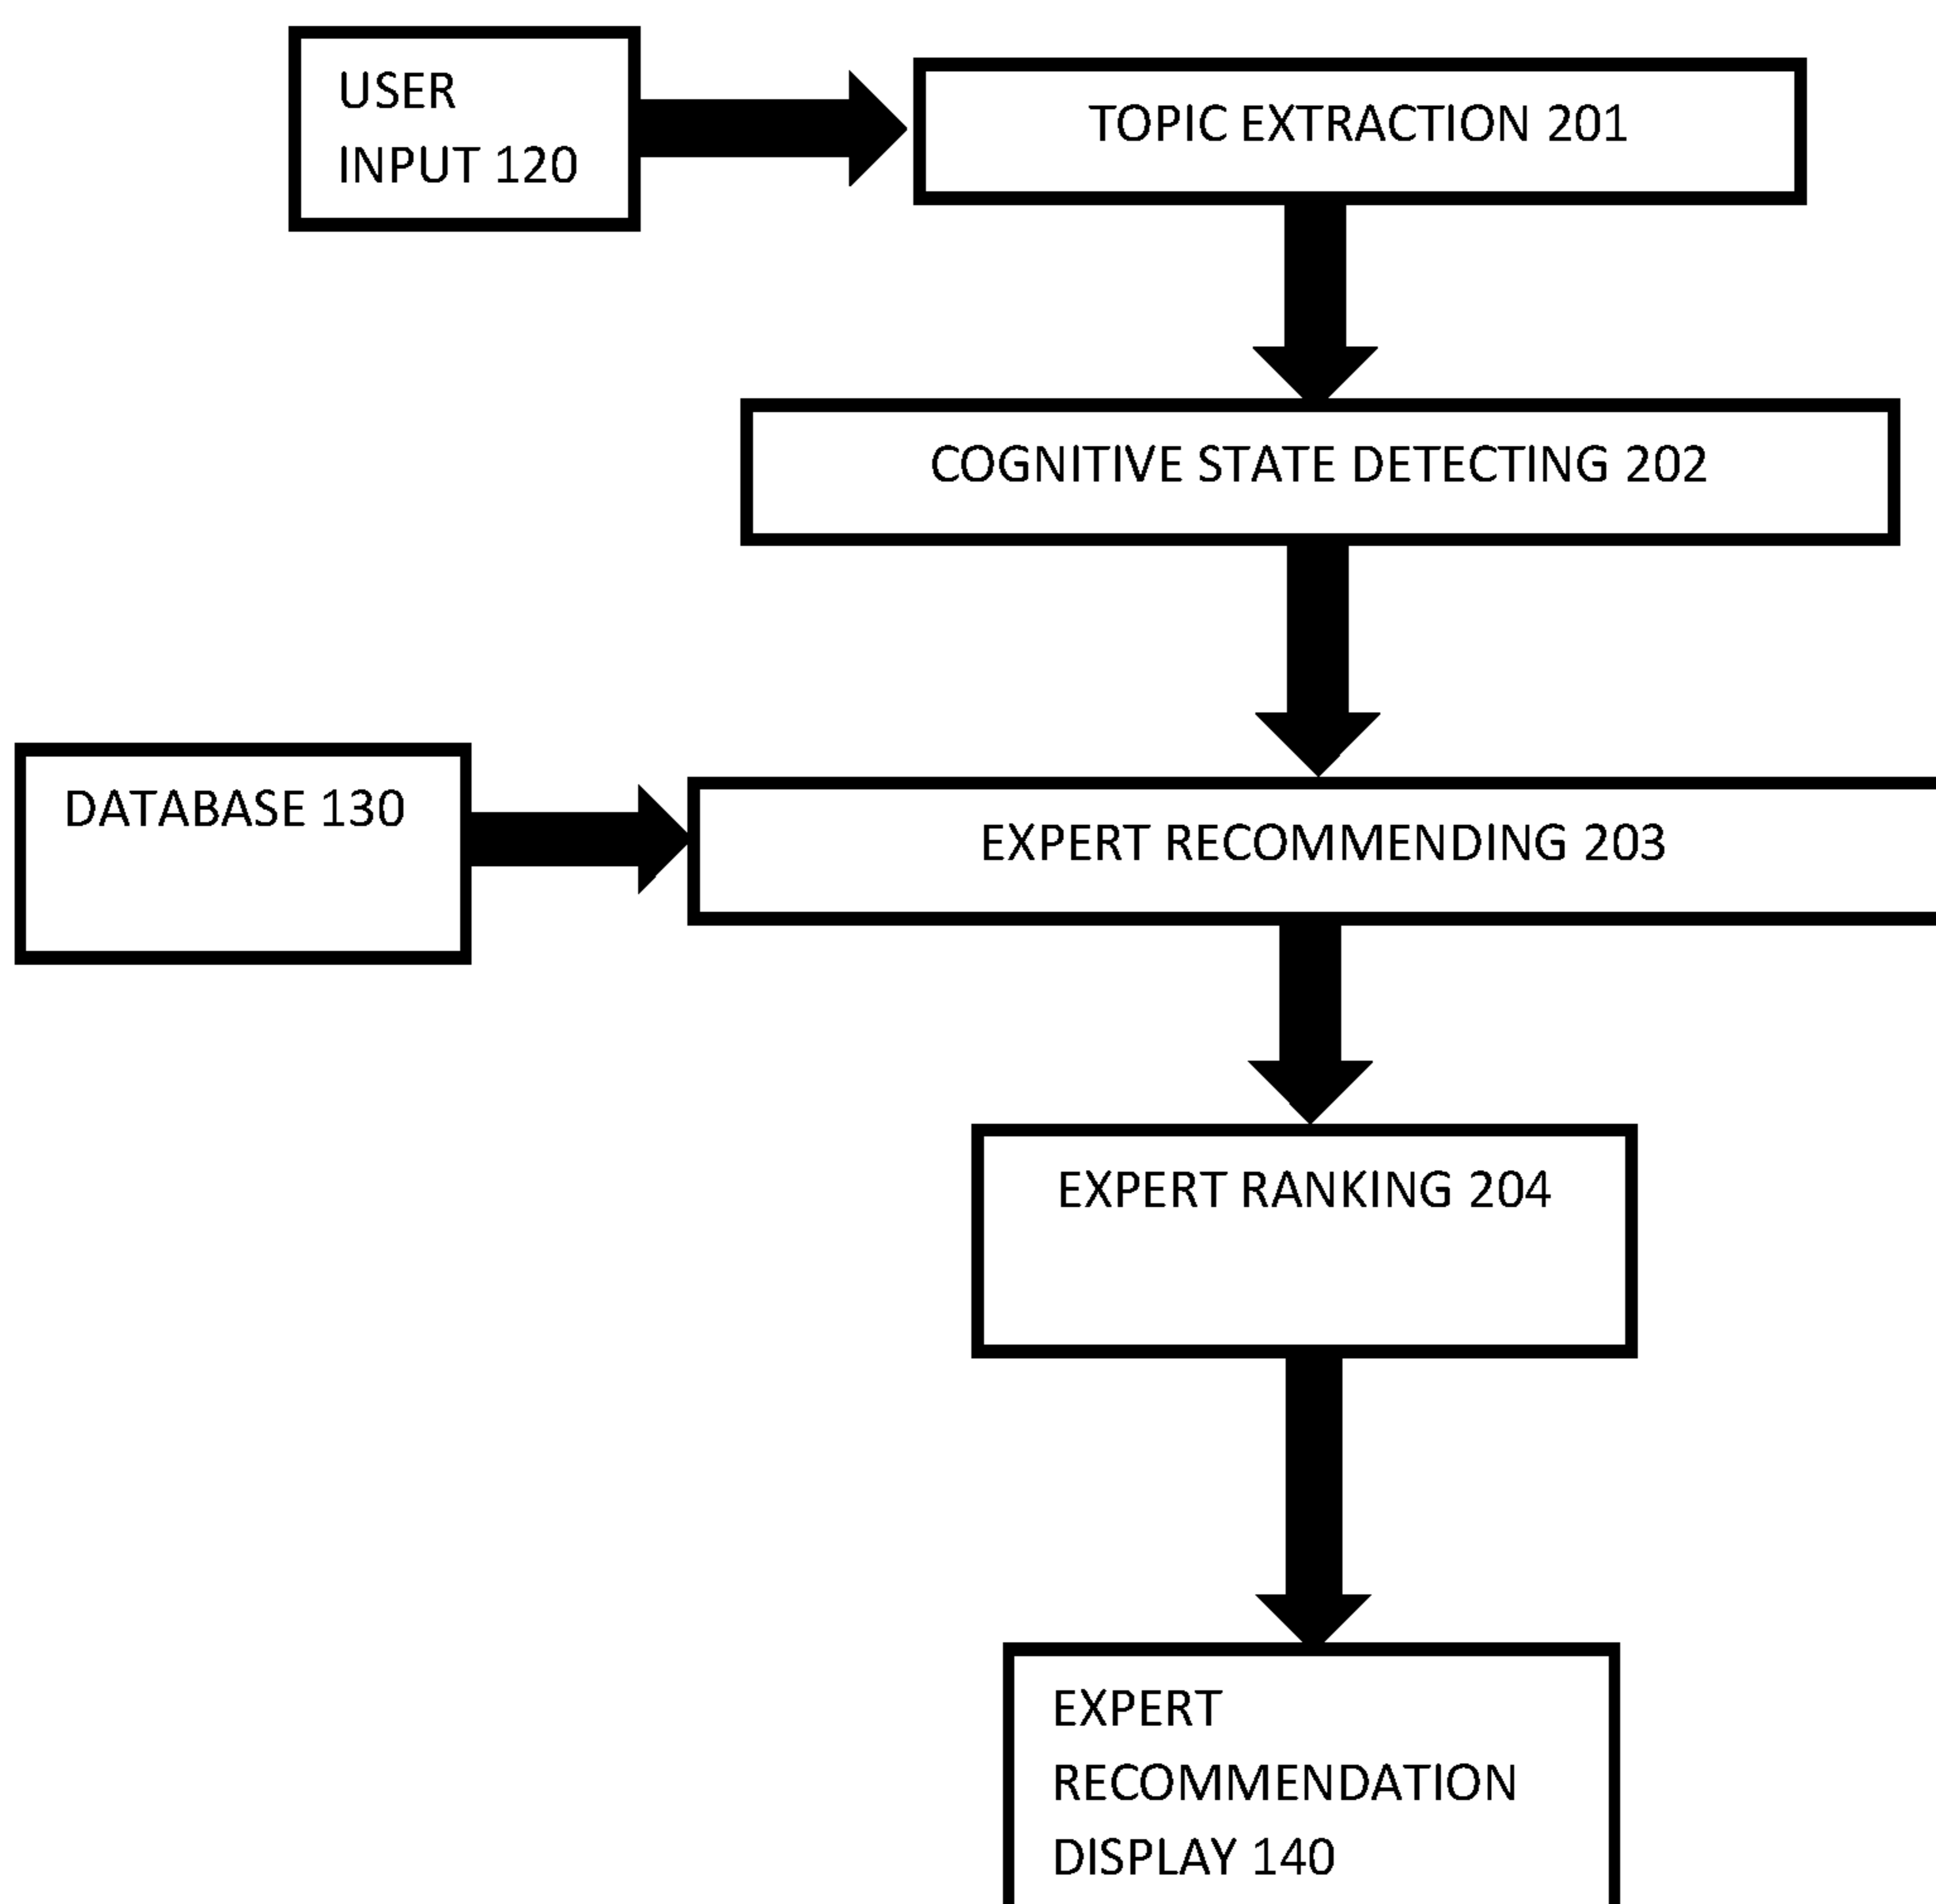 USER
INPUT 120
TOPIC EXTRACTION 201
COGNITIVE STATE DETECTING 202
DATABASE 130
EXPERT RECOMMENDING 203
EXPERT RANKING 204
EXPERT
RECOMMENDATION
DISPLAY 140